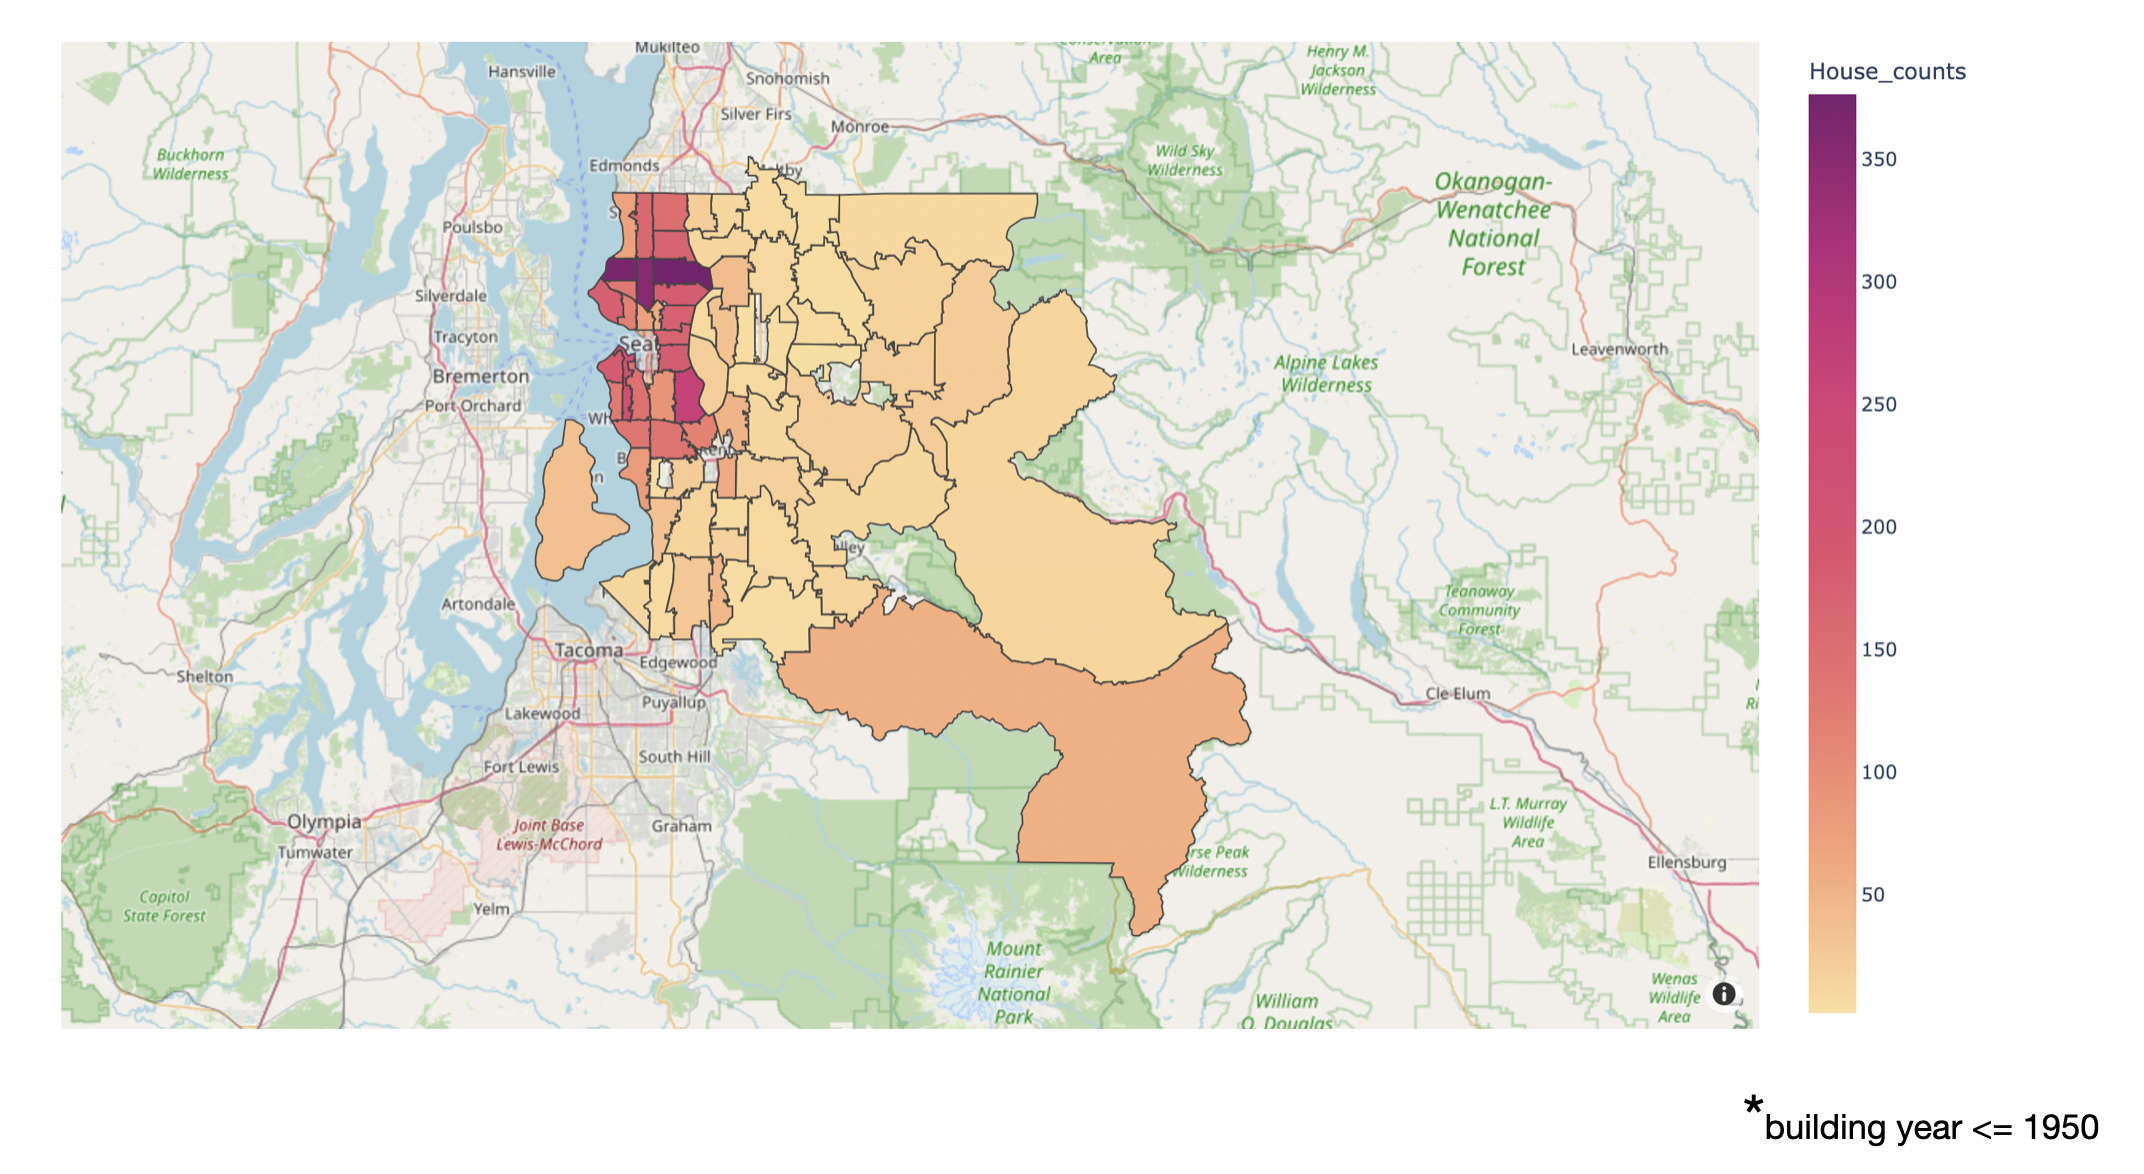 Mukilteo
Conservation
Area
Henry M.
Jackson
Wilderness
Hansville
Snohomish
Silver Firs
Monroe
Buckhorn
Wilderness
Edmonds
Wild Sky
Wilderness
Okanogan-
Wenatchee
National
Forest
Poulsbo
Silverdale
Tracyton
Seat
Bremerton
Port Orchard
Wh
Alpine Lakes
Wilderness
Leavenworth
B
on
lley
Artondale
Teanaway
Community
Forest
Tacoma
Edgewood
Shelton
Puyallup
Lakewood
Cle Elum
South Hill
Fort Lewis
Olympia
Joint Base
Lewis-McChord
Graham
Tumwater
L.T. Murray
Wildlife
Area
rse Peak
Wilderness
Ellensburg
Capitol
State Forest
Yelm
Mount
Rainier
National
Park
William
O. Douglas
Wenas
Wildlife
Area
House_counts
350
300
250
200
150
100
50
*building year <= 1950